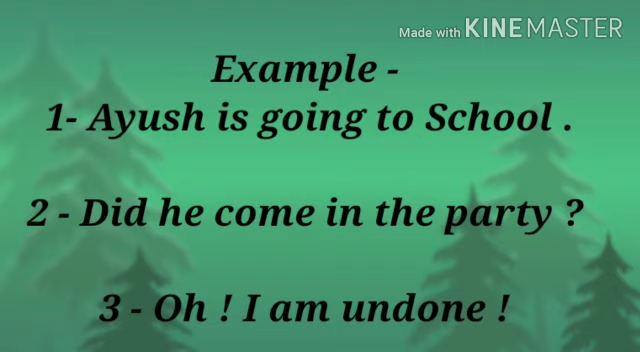 Made with KINEMASTER
Example -
1- Ayush is going to School .
2 - Did he come in the party ?
3 - Oh ! I am undone !